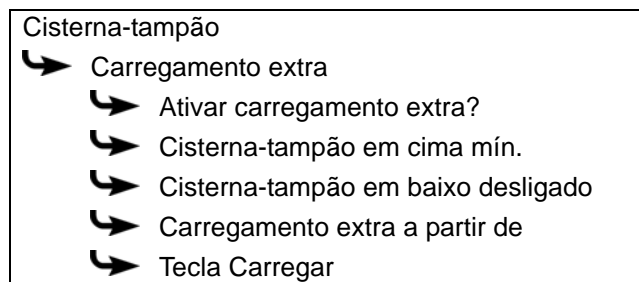 Cisterna-tampão
Carregamento extra
Ativar carregamento extra?
Cisterna-tampão em cima mín.
Cisterna-tampão em baixo desligado
Carregamento extra a partir de
Tecla Carregar